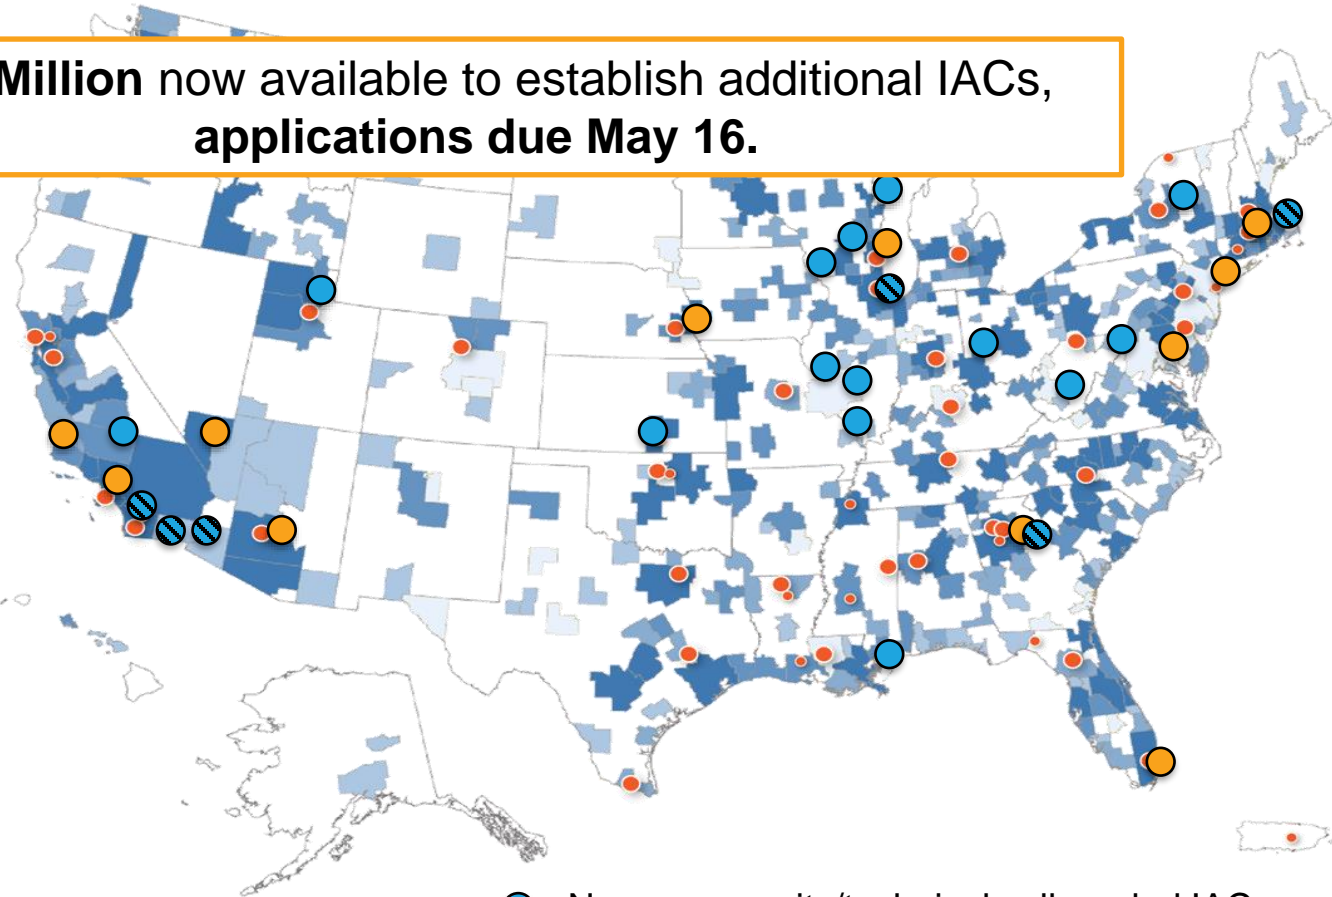 Million now available to establish additional IACs,
applications due May 16.